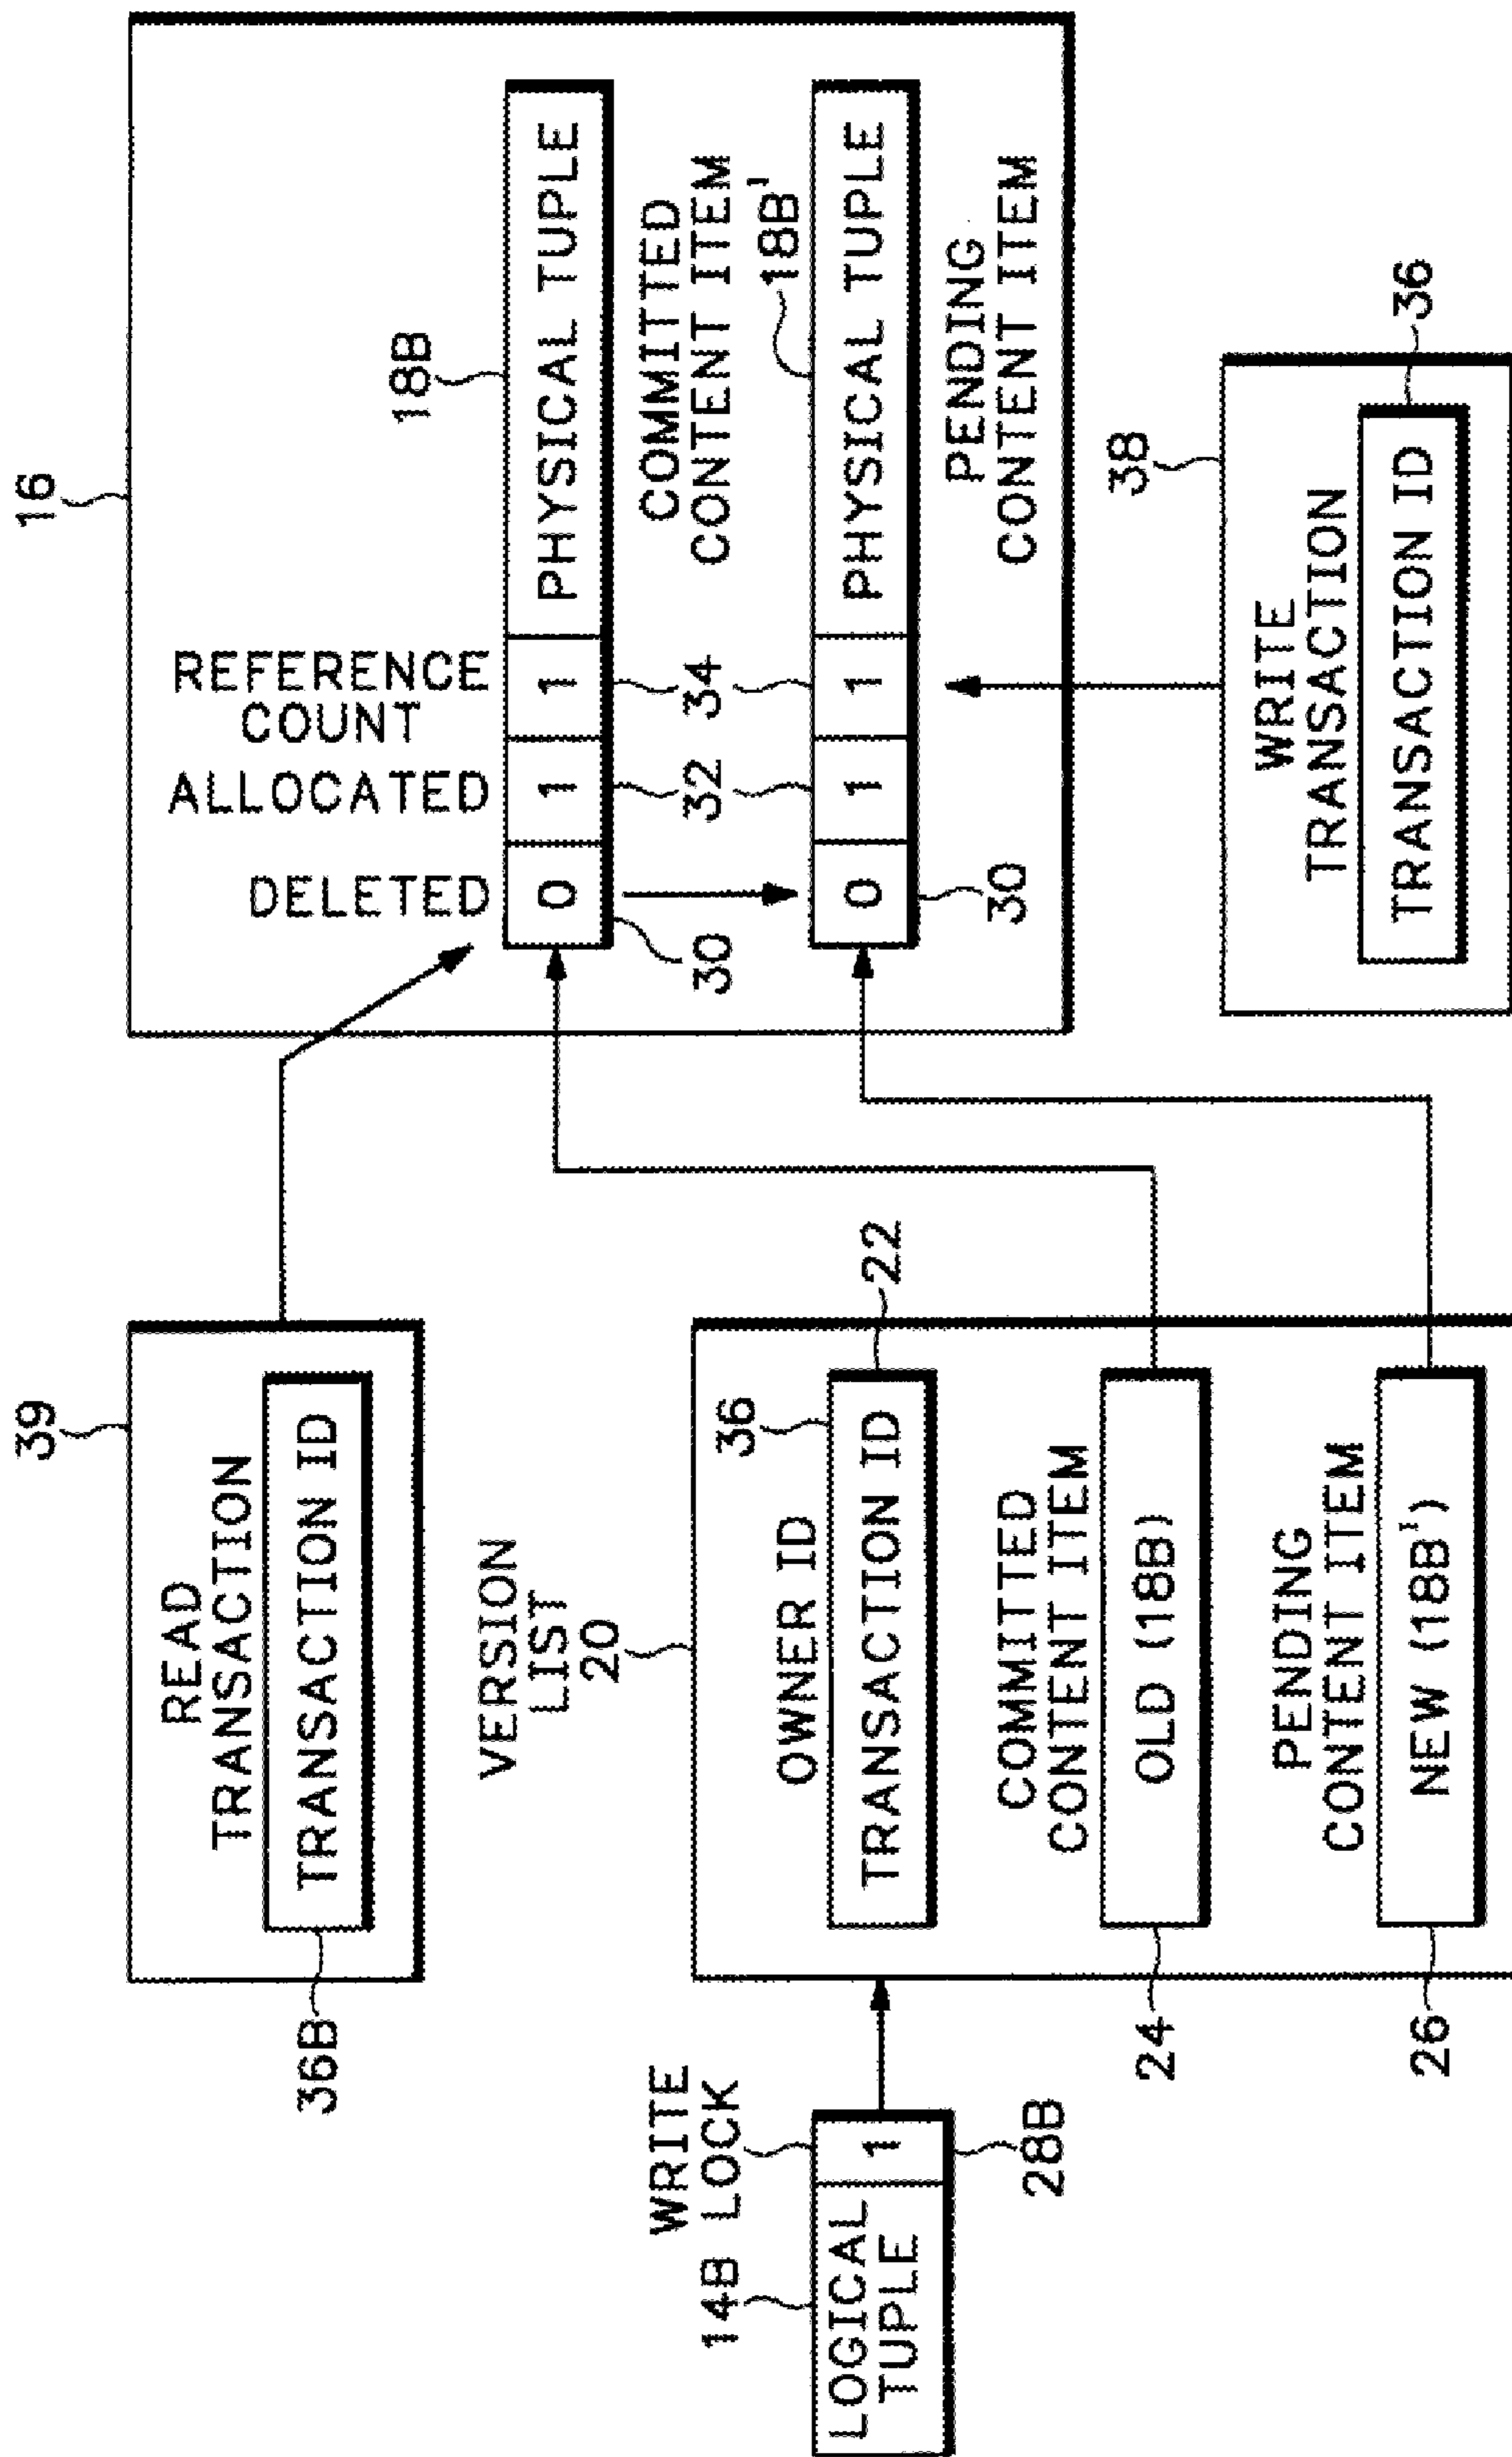 39
READ
TRANSACTION
TRANSACTION ID
36B
16
REFERENCE
COUNT
ALLOCATED
DELETED
18B
0 1 1 PHYSICAL TUPLE
30
32
34
COMMITTED
CONTENT ITEM
18B'
0 1 1 PHYSICAL TUPLE
30
PENDING
CONTENT ITEM
VERSION
LIST
20
OWNER ID
36
TRANSACTION ID
22
COMMITTED
CONTENT ITEM
OLD (18B)
24
PENDING
CONTENT ITEM
NEW (18B')
26
WRITE
LOCK
14B
LOGICAL
TUPLE
1
28B
38
WRITE
TRANSACTION
TRANSACTION ID
36